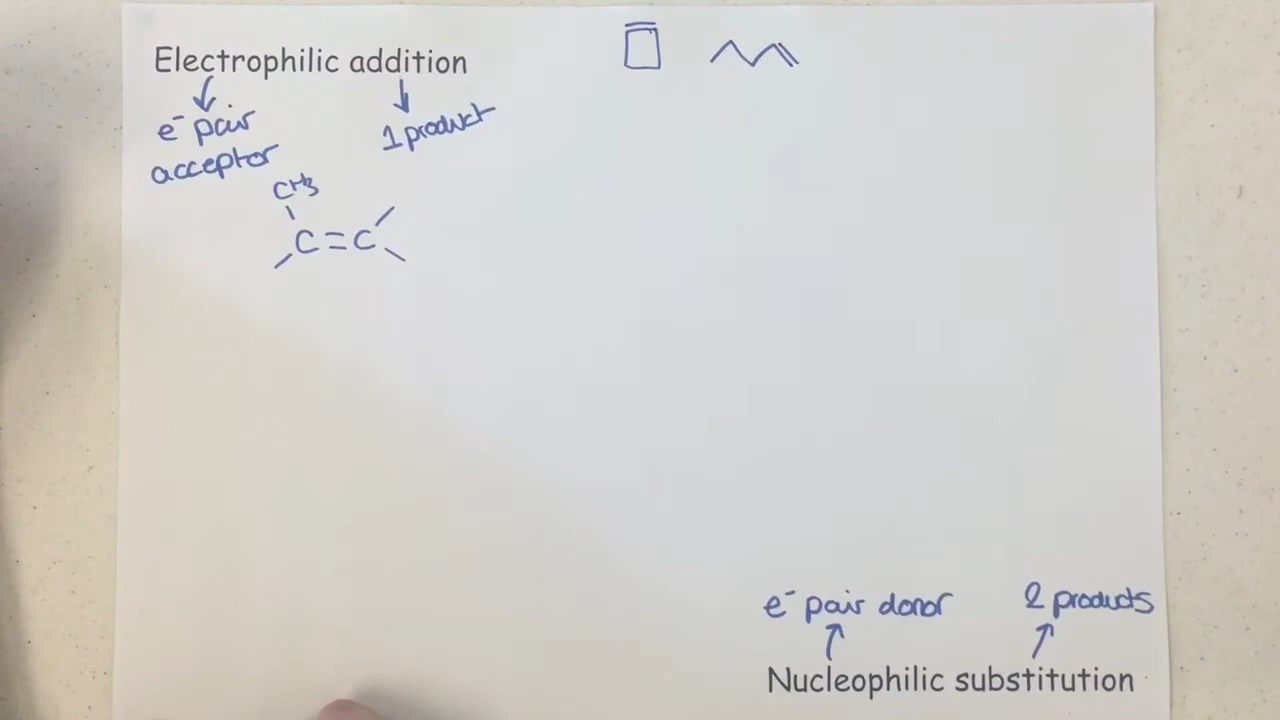 Electrophilic addition
e⁻ pair
acceptor
1 product
CH3
C=C
e⁻ pair donor
2 products
Nucleophilic substitution